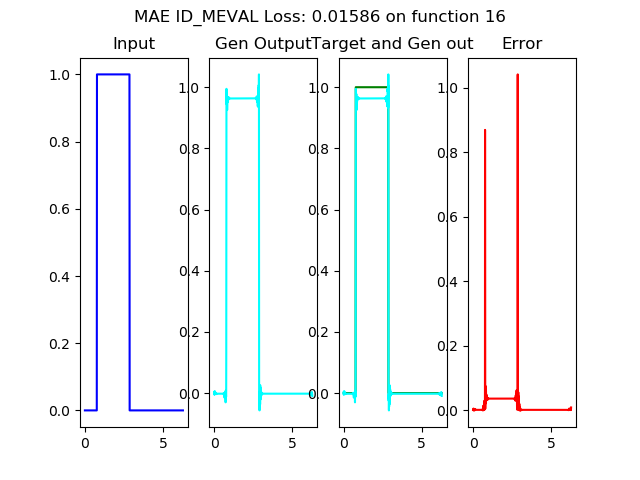 MAE ID_MEVAL Loss: 0.01586 on function 16
Input Gen Output Target and Gen out Error
1.0 1.0 1.0 1.0
0.8 0.8 0.8 0.8
0.6 0.6 0.6 0.6
0.4 0.4 0.4 0.4
0.2 0.2 0.2 0.2
0.0 0.0 0.0 0.0
0 5 0 5 0 5 0 5